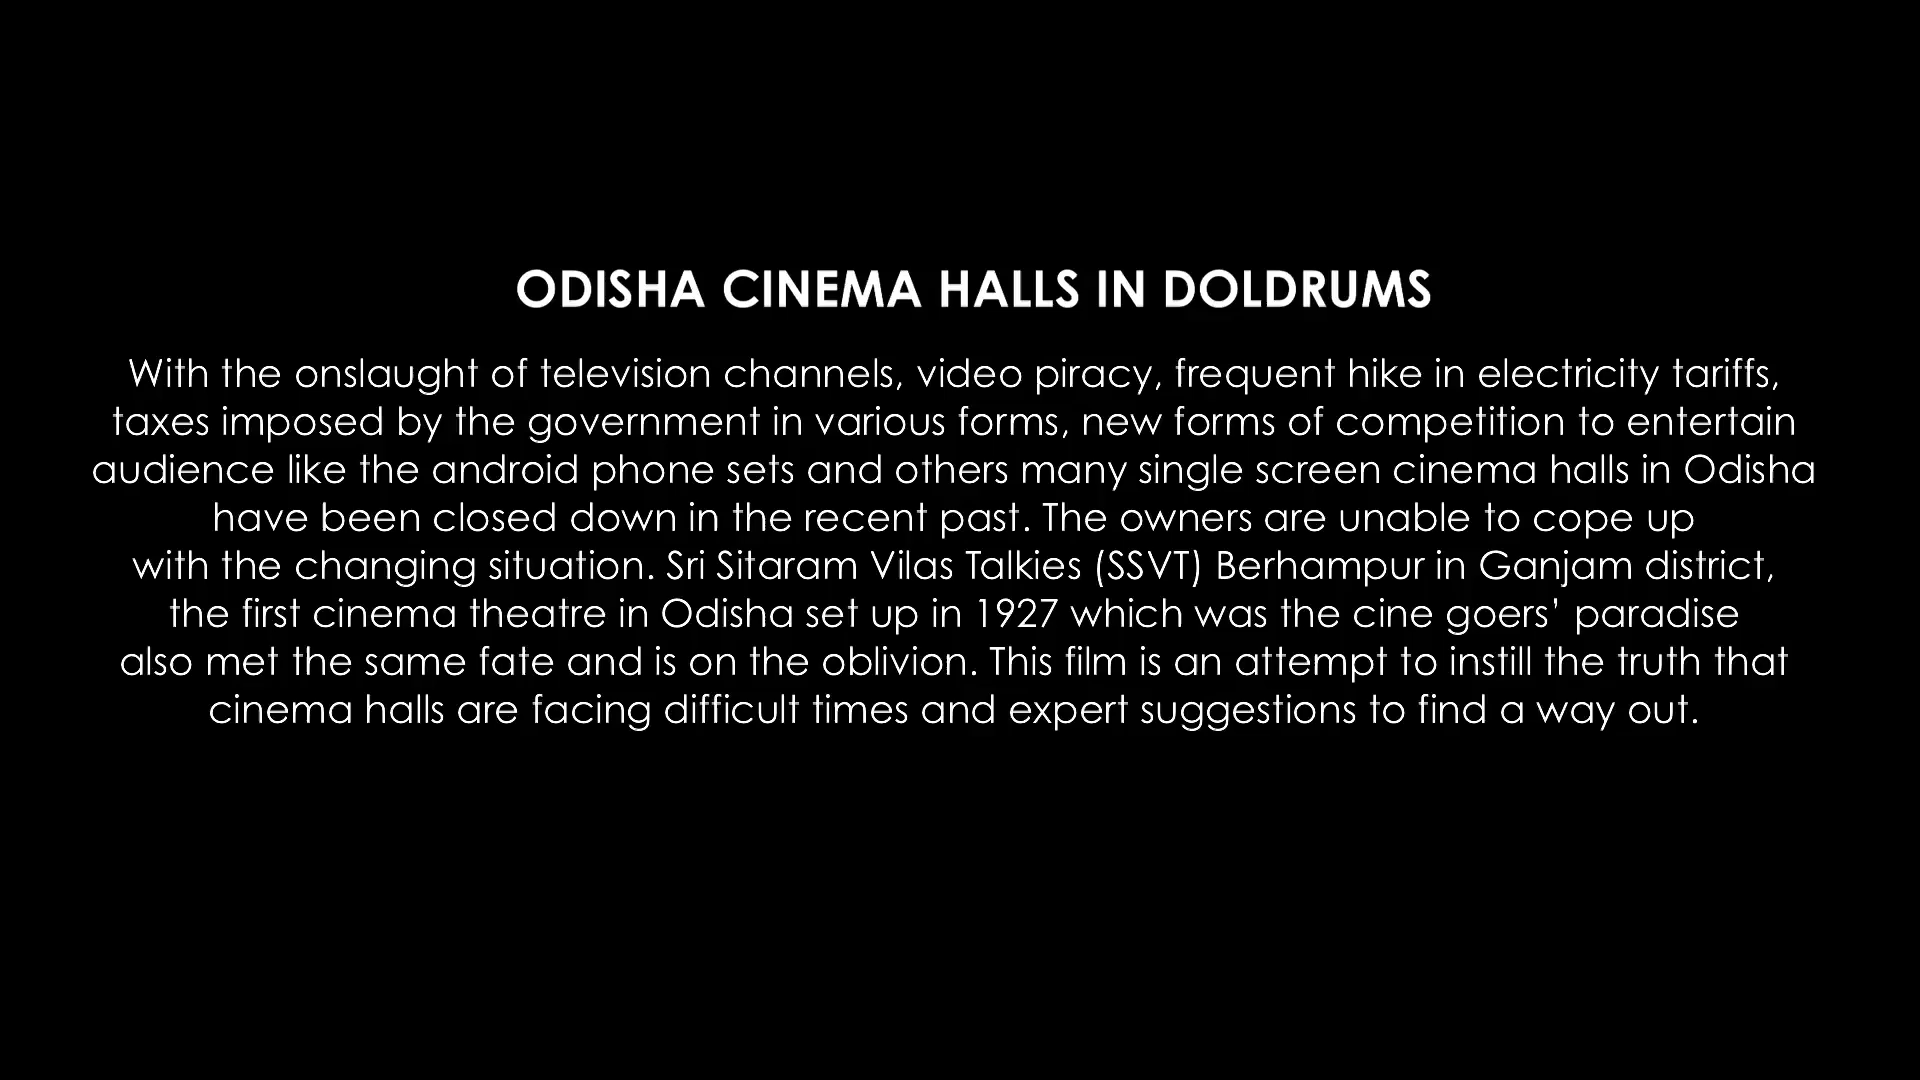 ODISHA CINEMA HALLS IN DOLDRUMS
With the onslaught of television channels, video piracy, frequent hike in electricity tariffs,
taxes imposed by the government in various forms, new forms of competition to entertain
audience like the android phone sets and others many single screen cinema halls in Odisha
have been closed down in the recent past. The owners are unable to cope up
with the changing situation. Sri Sitaram Vilas Talkies (SSVT) Berhampur in Ganjam district,
the first cinema theatre in Odisha set up in 1927 which was the cine goers’ paradise
also met the same fate and is on the oblivion. This film is an attempt to instill the truth that
cinema halls are facing difficult times and expert suggestions to find a way out.